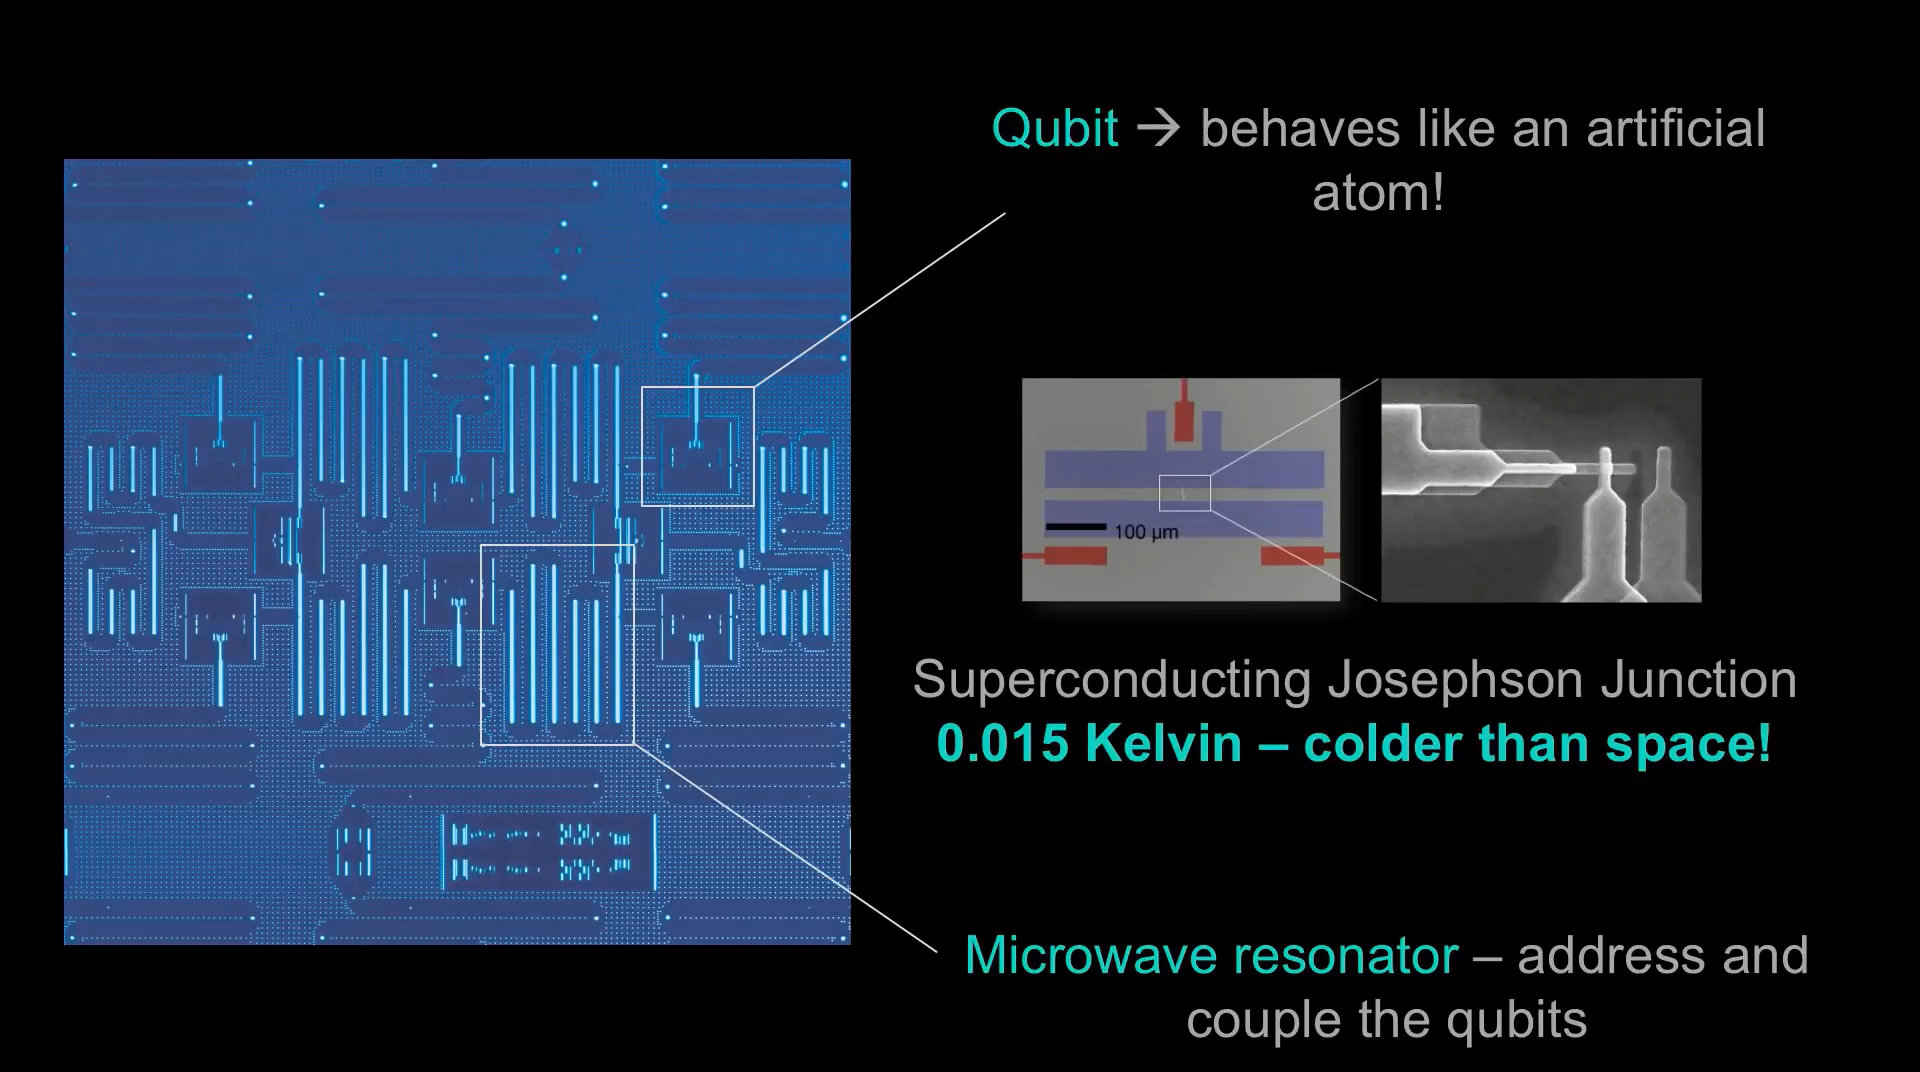 Qubit → behaves like an artificial
atom!
100 µm
Superconducting Josephson Junction
0.015 Kelvin – colder than space!
Microwave resonator – address and
couple the qubits